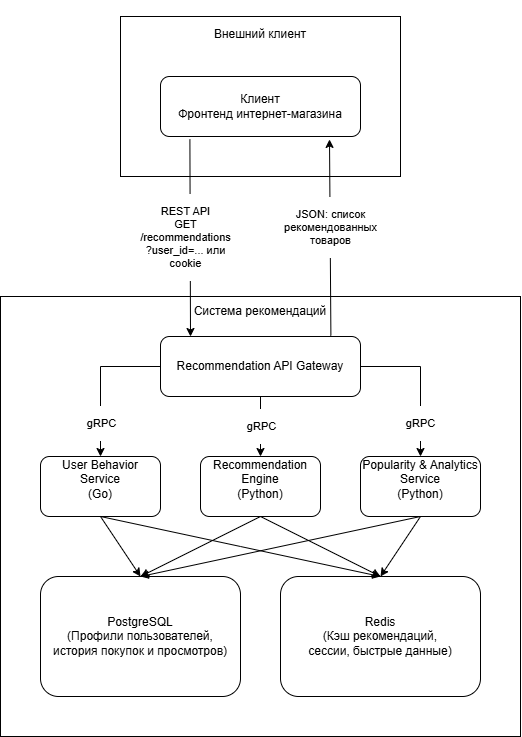 Внешний клиент
Клиент
Фронтенд интернет-магазина
REST API
GET
/recommendations
?user_id=... или
cookie
JSON: список
рекомендованных
товаров
Система рекомендаций
Recommendation API Gateway
gRPC
gRPC
gRPC
User Behavior
Service
(Go)
Recommendation
Engine
(Python)
Popularity & Analytics
Service
(Python)
PostgreSQL
(Профили пользователей,
история покупок и просмотров)
Redis
(Кэш рекомендаций,
сессии, быстрые данные)